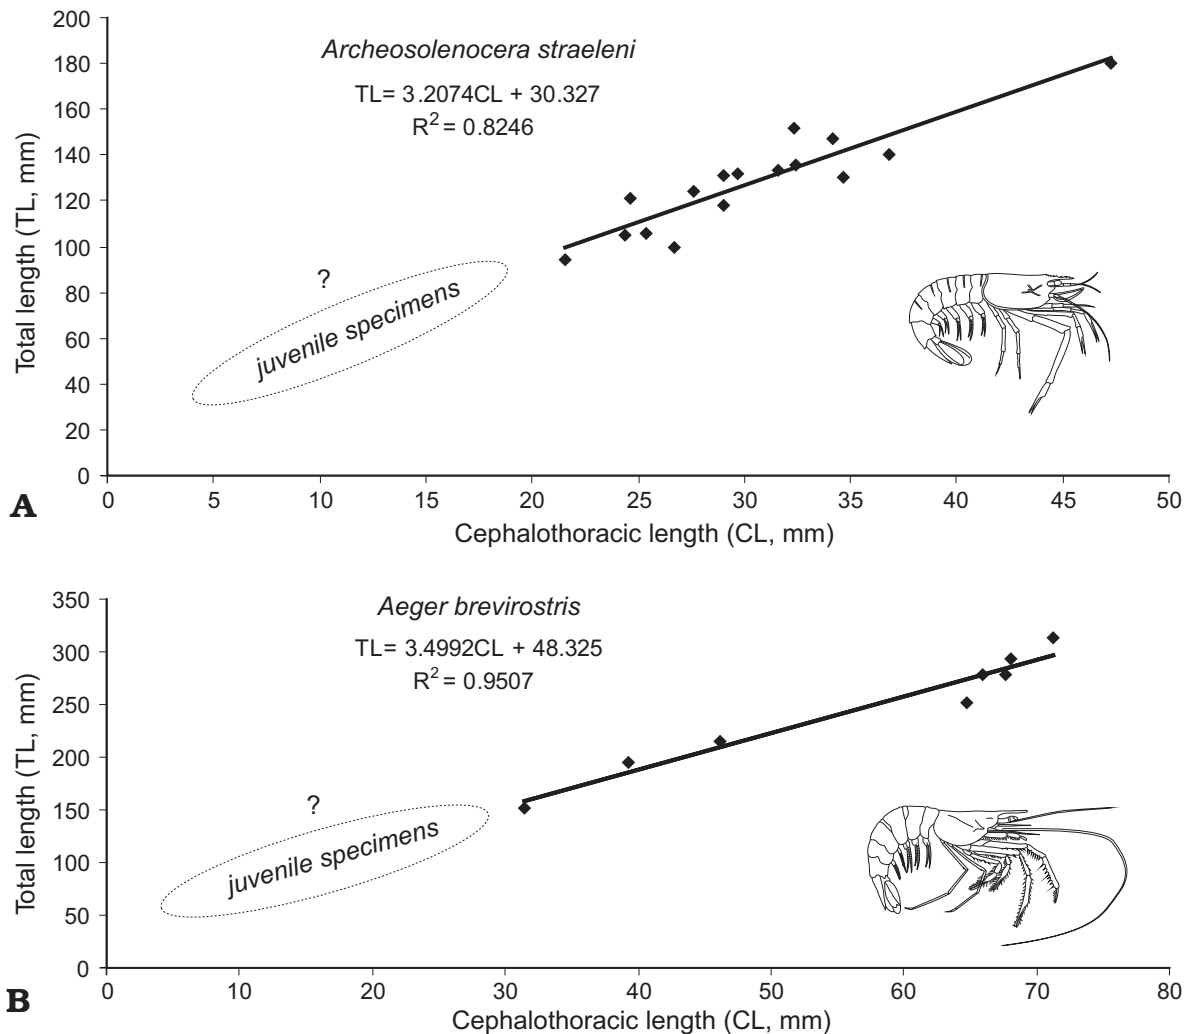 Archeosolenocera straeleni
TL= 3.2074CL + 30.327
R2 = 0.8246
Total length (TL, mm)
200
180
160
140
120
100
80
60
40
20
0
?
juvenile specimens
0 5 10 15 20 25 30 35 40 45 50
Cephalothoracic length (CL, mm)
A
Aeger brevirostris
TL= 3.4992CL + 48.325
R2 = 0.9507
Total length (TL, mm)
350
300
250
200
150
100
50
0
?
juvenile specimens
0 10 20 30 40 50 60 70 80
Cephalothoracic length (CL, mm)
B